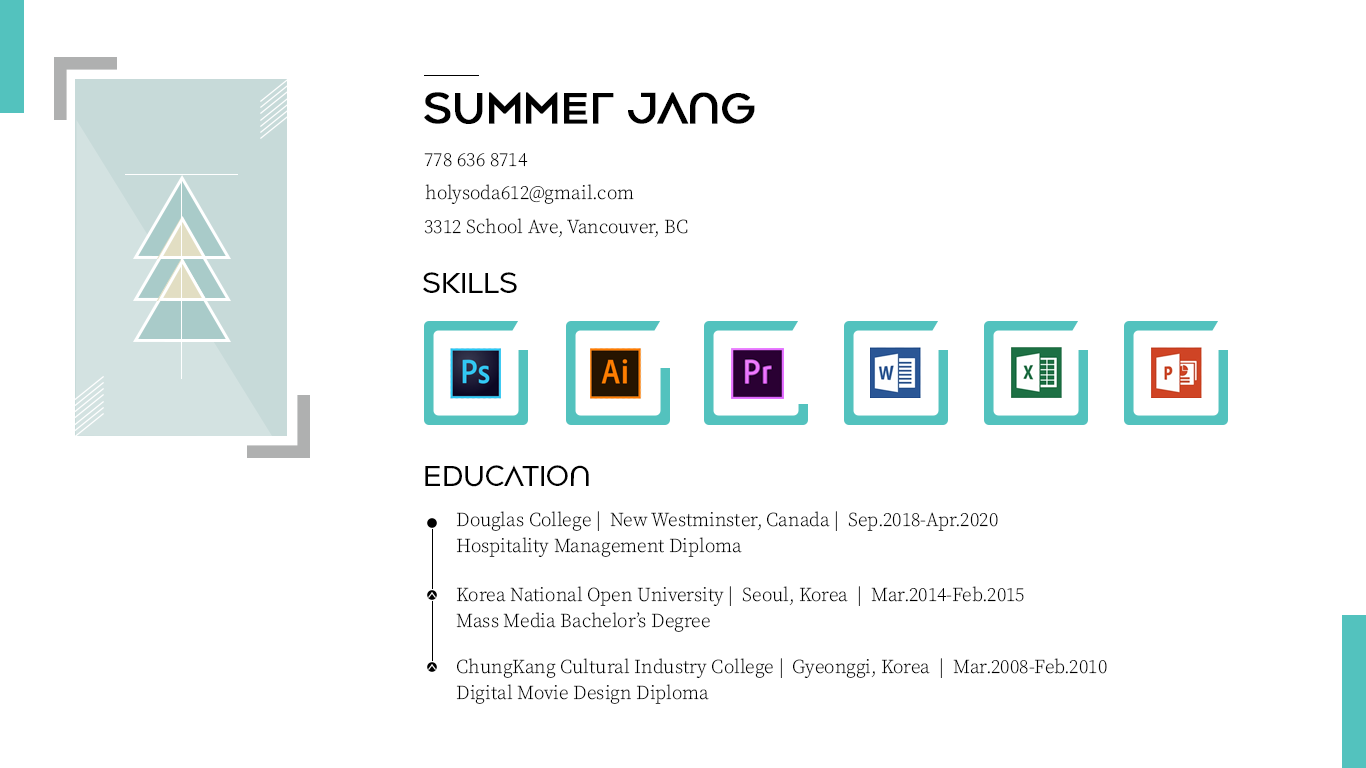 SUMMER JANG
778 636 8714
holysoda612@gmail.com
3312 School Ave, Vancouver, BC
SKILLS
Ps Ai Pr W X P
EDUCATION
Douglas College | New Westminster, Canada | Sep.2018-Apr.2020
Hospitality Management Diploma
Korea National Open University | Seoul, Korea | Mar.2014-Feb.2015
Mass Media Bachelor’s Degree
ChungKang Cultural Industry College | Gyeonggi, Korea | Mar.2008-Feb.2010
Digital Movie Design Diploma